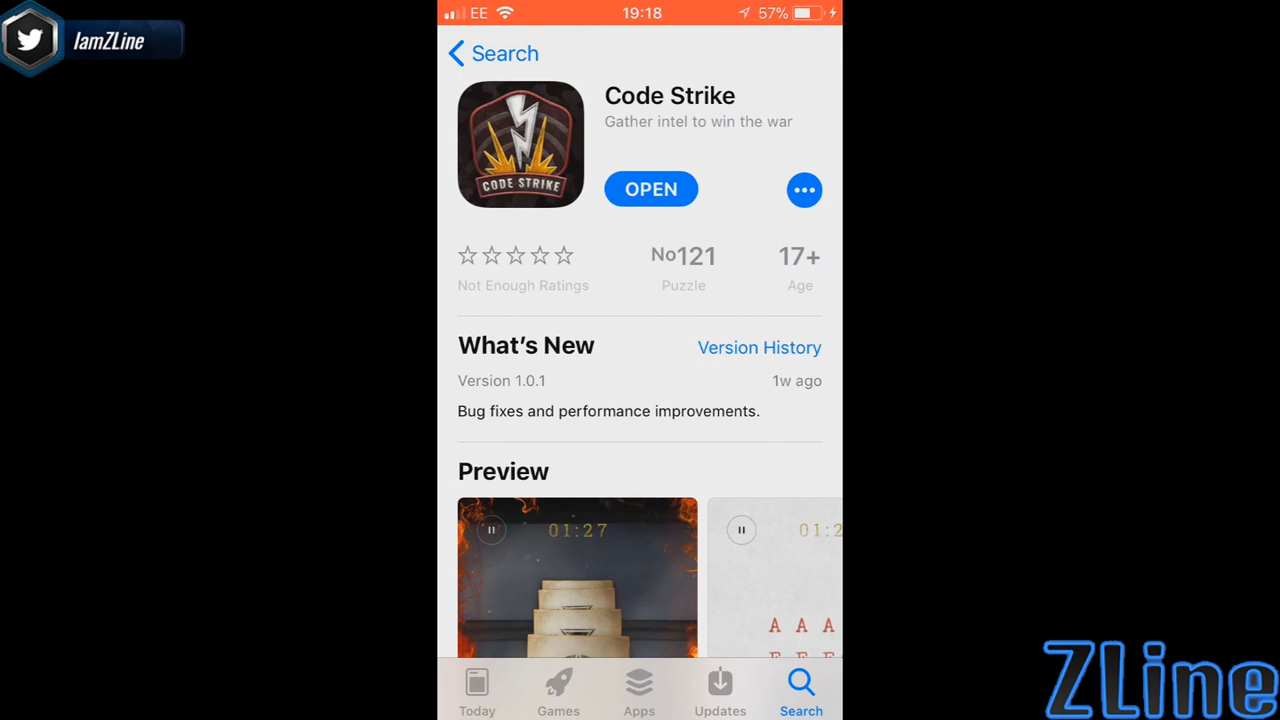 IamZLine
EE 19:18 57%
Search
Code Strike
Gather intel to win the war
CODE STRIKE
OPEN
No121 17+
Not Enough Ratings Puzzle Age
What's New Version History
Version 1.0.1 1w ago
Bug fixes and performance improvements.
Preview
01:27 01:2
A A A
Today Games Apps Updates Search
ZLine